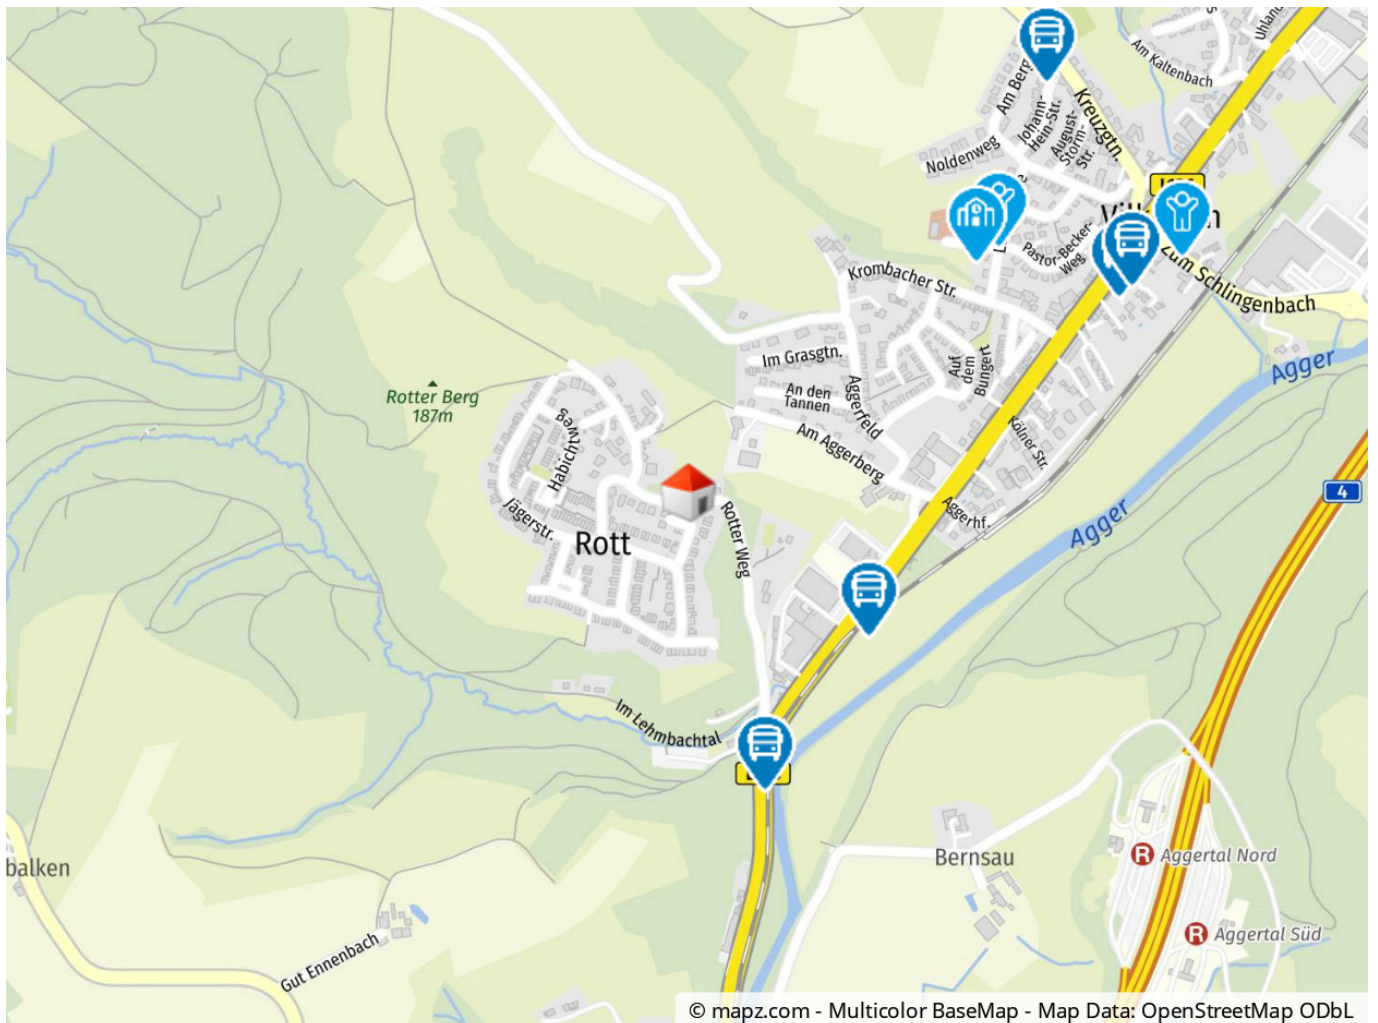 Uhland
Am Kaltenbach
Am Berg
Kreuzgtn.
Johann-
Hein-Str.
August-
Storm-
Str.
Noldenweg
Pastor-Becker-
Weg
Zum Schlingenbach
Krombacher Str.
Agger
Im Grasgtn.
Auf
dem
Bungert
An den
Tannen
Aggerfeld
Rotter Berg
187m
Am Aggerberg
Kölner Str.
Habichtweg
4
Jägerstr.
Rotter Weg
Aggerhf.
Agger
Rott
Im Lehmbachtal
Bernsau
R Aggertal Nord
balken
R Aggertal Süd
Gut Ennenbach
© mapz.com - Multicolor BaseMap - Map Data: OpenStreetMap ODbL